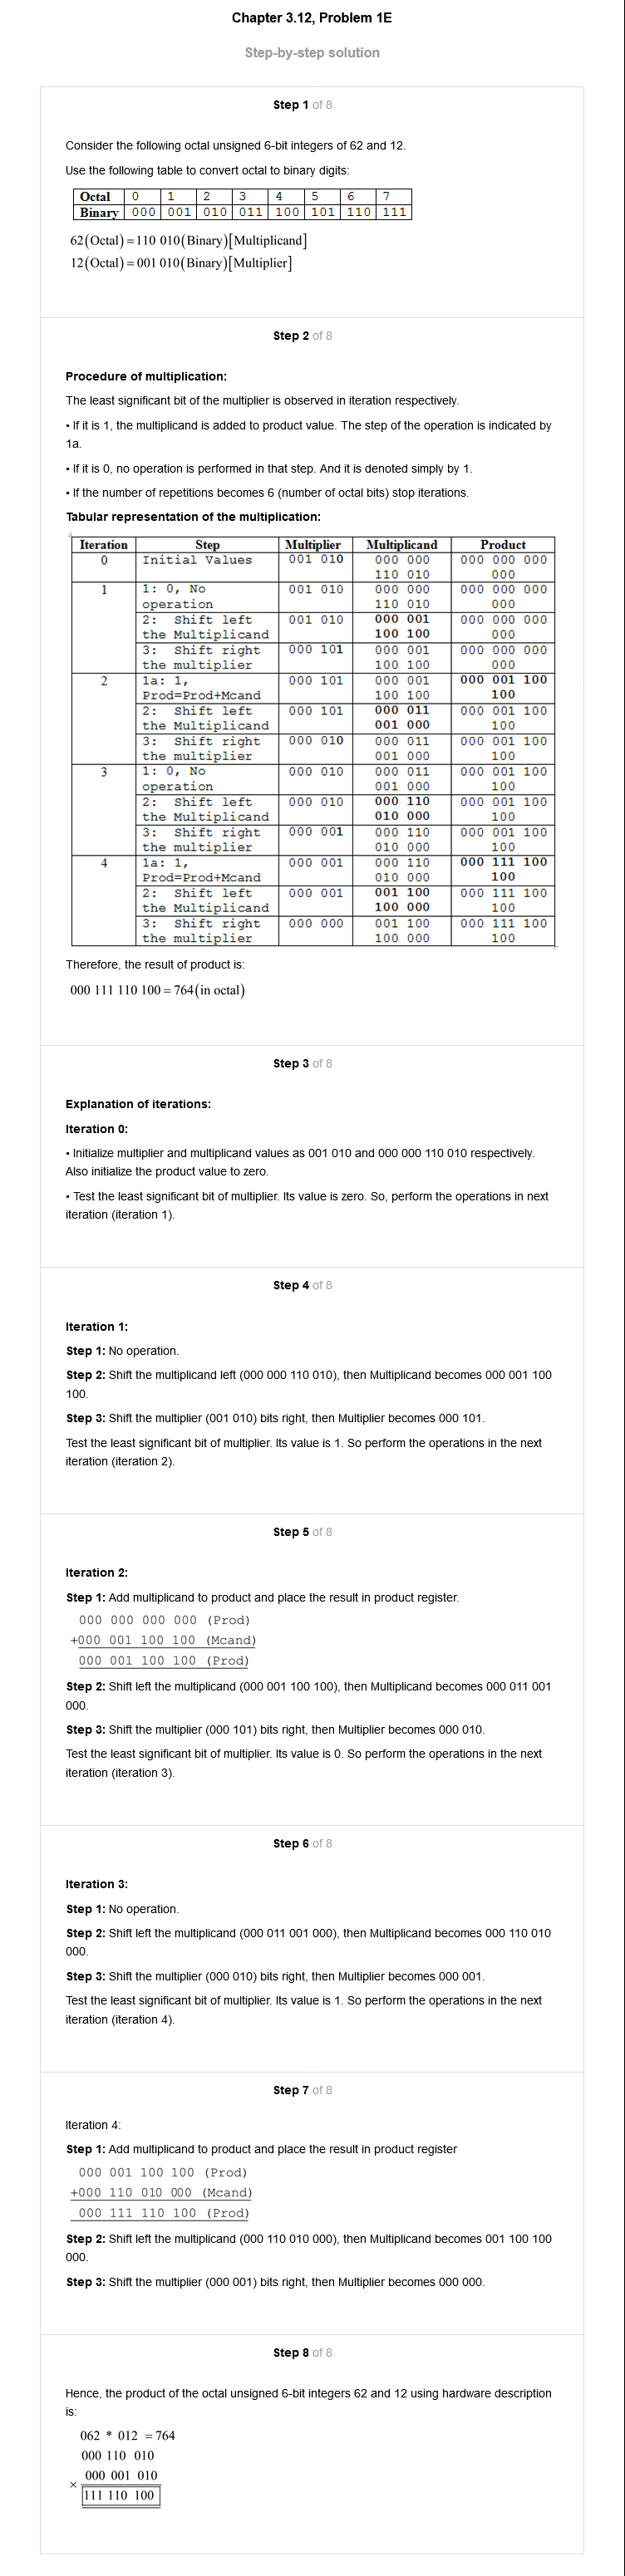 Chapter 3.12, Problem 1E
Step-by-step solution
Step 1 of 8
Consider the following octal unsigned 6-bit integers of 62 and 12.
Use the following table to convert octal to binary digits:
Octal 0 1 2 3 4 5 6 7
Binary 000 001 010 011 100 101 110 111
62(Octal) = 110 010(Binary)[Multiplicand]
12(Octal) = 001 010(Binary)[Multiplier]
Step 2 of 8
Procedure of multiplication:
The least significant bit of the multiplier is observed in iteration respectively.
• If it is 1, the multiplicand is added to product value. The step of the operation is indicated by
1a.
• If it is 0, no operation is performed in that step. And it is denoted simply by 1.
• If the number of repetitions becomes 6 (number of octal bits) stop iterations.
Tabular representation of the multiplication:
Iteration Step Multiplier Multiplicand Product
0 Initial Values 001 010 000 000 000 000 000
110 010 000
1 1: 0, No 001 010 000 000 000 000 000
operation 110 010 000
2: Shift left 001 010 000 001 000 000 000
the Multiplicand 100 100 000
3: Shift right 000 101 000 001 000 000 000
the multiplier 100 100 000
2 1a: 1, 000 101 000 001 000 001 100
Prod=Prod+Mcand 100 100 100
2: Shift left 000 101 000 011 000 001 100
the Multiplicand 001 000 100
3: Shift right 000 010 000 011 000 001 100
the multiplier 001 000 100
3 1: 0, No 000 010 000 011 000 001 100
operation 001 000 100
2: Shift left 000 010 000 110 000 001 100
the Multiplicand 010 000 100
3: Shift right 000 001 000 110 000 001 100
the multiplier 010 000 100
4 1a: 1, 000 001 000 110 000 111 100
Prod=Prod+Mcand 010 000 100
2: Shift left 000 001 001 100 000 111 100
the Multiplicand 100 000 100
3: Shift right 000 000 001 100 000 111 100
the multiplier 100 000 100
Therefore, the result of product is:
000 111 110 100 = 764(in octal)
Step 3 of 8
Explanation of iterations:
Iteration 0:
• Initialize multiplier and multiplicand values as 001 010 and 000 000 110 010 respectively.
Also initialize the product value to zero.
• Test the least significant bit of multiplier. Its value is zero. So, perform the operations in next
iteration (iteration 1).
Step 4 of 8
Iteration 1:
Step 1: No operation.
Step 2: Shift the multiplicand left (000 000 110 010), then Multiplicand becomes 000 001 100
100.
Step 3: Shift the multiplier (001 010) bits right, then Multiplier becomes 000 101.
Test the least significant bit of multiplier. Its value is 1. So perform the operations in the next
iteration (iteration 2).
Step 5 of 8
Iteration 2:
Step 1: Add multiplicand to product and place the result in product register.
000 000 000 000 (Prod)
+000 001 100 100 (Mcand)
000 001 100 100 (Prod)
Step 2: Shift left the multiplicand (000 001 100 100), then Multiplicand becomes 000 011 001
000.
Step 3: Shift the multiplier (000 101) bits right, then Multiplier becomes 000 010.
Test the least significant bit of multiplier. Its value is 0. So perform the operations in the next
iteration (iteration 3).
Step 6 of 8
Iteration 3:
Step 1: No operation.
Step 2: Shift left the multiplicand (000 011 001 000), then Multiplicand becomes 000 110 010
000.
Step 3: Shift the multiplier (000 010) bits right, then Multiplier becomes 000 001.
Test the least significant bit of multiplier. Its value is 1. So perform the operations in the next
iteration (iteration 4).
Step 7 of 8
Iteration 4:
Step 1: Add multiplicand to product and place the result in product register
000 001 100 100 (Prod)
+000 110 010 000 (Mcand)
000 111 110 100 (Prod)
Step 2: Shift left the multiplicand (000 110 010 000), then Multiplicand becomes 001 100 100
000.
Step 3: Shift the multiplier (000 001) bits right, then Multiplier becomes 000 000.
Step 8 of 8
Hence, the product of the octal unsigned 6-bit integers 62 and 12 using hardware description
is:
062 * 012 = 764
000 110 010
000 001 010
×
111 110 100